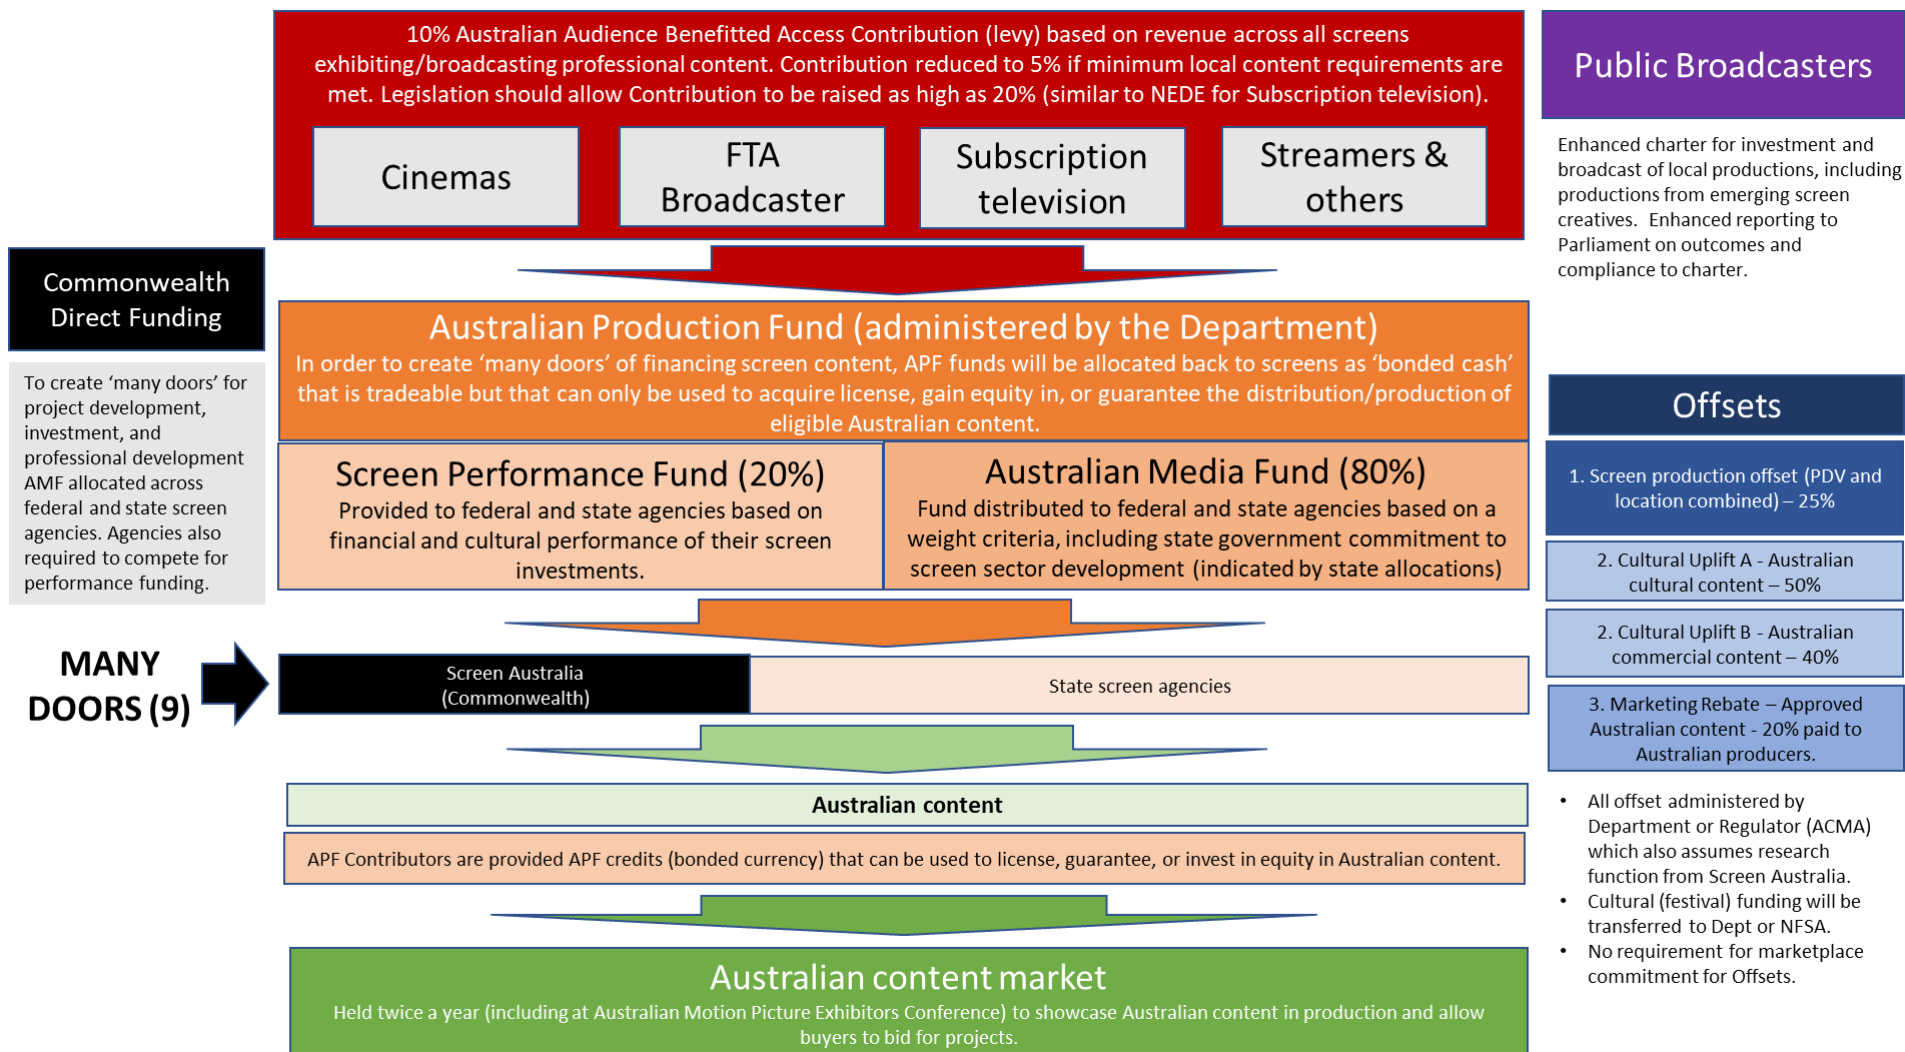 10% Australian Audience Benefitted Access Contribution (levy) based on revenue across all screens
exhibiting/broadcasting professional content. Contribution reduced to 5% if minimum local content requirements are
met. Legislation should allow Contribution to be raised as high as 20% (similar to NEDE for Subscription television).
Cinemas
FTA
Broadcaster
Subscription
television
Streamers &
others
Public Broadcasters
Enhanced charter for investment and
broadcast of local productions, including
productions from emerging screen
creatives.  Enhanced reporting to
Parliament on outcomes and
compliance to charter.
Commonwealth
Direct Funding
To create ‘many doors’ for
project development,
investment, and
professional development
AMF allocated across
federal and state screen
agencies. Agencies also
required to compete for
performance funding.
Australian Production Fund (administered by the Department)
In order to create ‘many doors’ of financing screen content, APF funds will be allocated back to screens as ‘bonded cash’
that is tradeable but that can only be used to acquire license, gain equity in, or guarantee the distribution/production of
eligible Australian content.
Screen Performance Fund (20%)
Provided to federal and state agencies based on
financial and cultural performance of their screen
investments.
Australian Media Fund (80%)
Fund distributed to federal and state agencies based on a
weight criteria, including state government commitment to
screen sector development (indicated by state allocations)
Offsets
1. Screen production offset (PDV and
location combined) – 25%
2. Cultural Uplift A - Australian
cultural content – 50%
2. Cultural Uplift B - Australian
commercial content – 40%
3. Marketing Rebate – Approved
Australian content - 20% paid to
Australian producers.
MANY
DOORS (9)
Screen Australia
(Commonwealth)
State screen agencies
Australian content
APF Contributors are provided APF credits (bonded currency) that can be used to license, guarantee, or invest in equity in Australian content.
• All offset administered by
Department or Regulator (ACMA)
which also assumes research
function from Screen Australia.
• Cultural (festival) funding will be
transferred to Dept or NFSA.
• No requirement for marketplace
commitment for Offsets.
Australian content market
Held twice a year (including at Australian Motion Picture Exhibitors Conference) to showcase Australian content in production and allow
buyers to bid for projects.